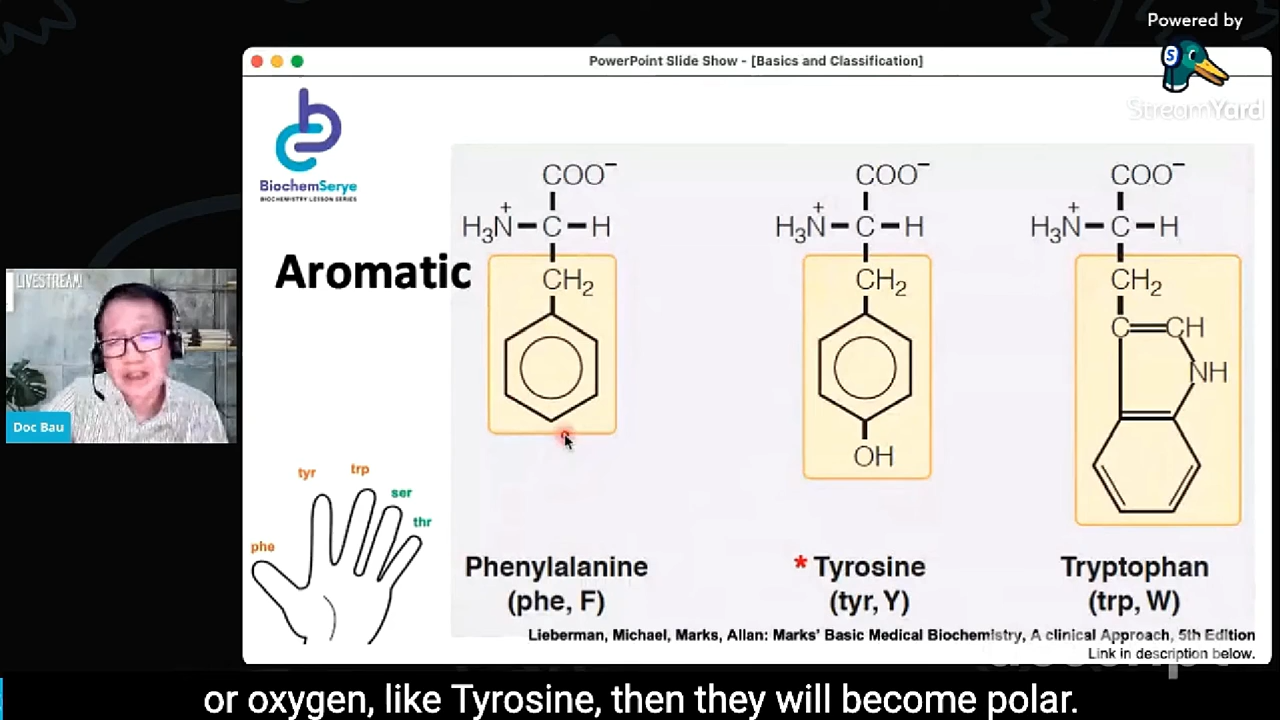 Powered by
StreamYard
PowerPoint Slide Show - [Basics and Classification]
BiochemSerye
BIOCHEMISTRY LESSON SERIES
Aromatic
LIVESTREAM!
Doc Bau
COO⁻
H₃N⁺ C H
CH₂
COO⁻
H₃N⁺ C H
CH₂
OH
COO⁻
H₃N⁺ C H
CH₂
C CH
NH
tyr
trp
ser
thr
phe
Phenylalanine
(phe, F)
* Tyrosine
(tyr, Y)
Tryptophan
(trp, W)
Lieberman, Michael, Marks, Allan: Marks' Basic Medical Biochemistry, A clinical Approach, 5th Edition
Link in description below.
or oxygen, like Tyrosine, then they will become polar.